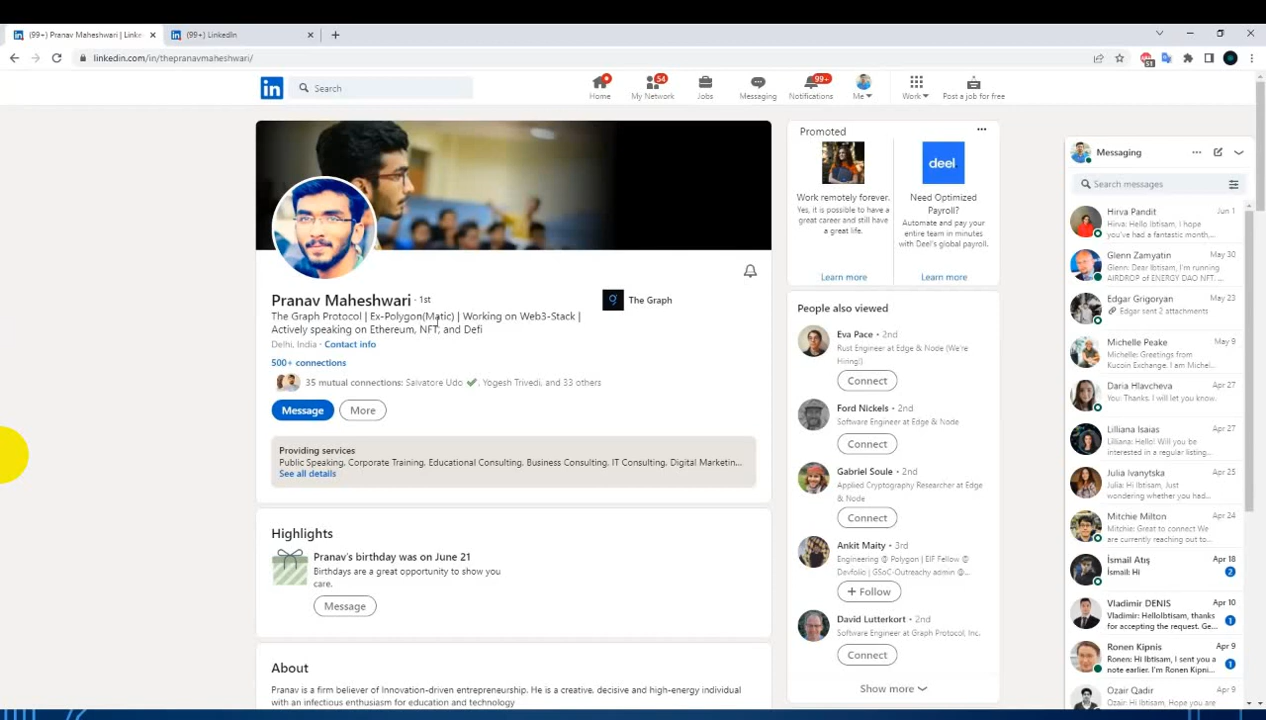 (99+) Pranav Maheshwari | Linke
(99+) LinkedIn
linkedin.com/in/thepranavmaheshwari/
51
in
Search
Home
54
My Network
Jobs
Messaging
99+
Notifications
Me
Work
Post a job for free
Pranav Maheshwari · 1st
The Graph Protocol | Ex-Polygon(Matic) | Working on Web3-Stack |
Actively speaking on Ethereum, NFT, and Defi
Delhi, India · Contact info
500+ connections
35 mutual connections: Salvatore Udo ✔, Yogesh Trivedi, and 33 others
Message
More
The Graph
Providing services
Public Speaking, Corporate Training, Educational Consulting, Business Consulting, IT Consulting, Digital Marketin...
See all details
Highlights
Pranav's birthday was on June 21
Birthdays are a great opportunity to show you
care.
Message
About
Pranav is a firm believer of Innovation-driven entrepreneurship. He is a creative, decisive and high-energy individual
with an infectious enthusiasm for education and technology
Promoted
Work remotely forever.
Yes, it is possible to have a
great career and still have
a great life.
Learn more
deel.
Need Optimized
Payroll?
Automate and pay your
entire team in minutes
with Deel's global payroll.
Learn more
People also viewed
Eva Pace · 2nd
Rust Engineer at Edge & Node (We're
Hiring!)
Connect
Ford Nickels · 2nd
Software Engineer at Edge & Node
Connect
Gabriel Soule · 2nd
Applied Cryptography Researcher at Edge
& Node
Connect
Ankit Maity · 3rd
Engineering @ Polygon | EIF Fellow @
Devfolio | GSoC-Outreachy admin @...
+ Follow
David Lutterkort · 2nd
Software Engineer at Graph Protocol, Inc.
Connect
Show more
Messaging
Search messages
Hirva Pandit Jun 1
Hirva: Hello Ibtisam, I hope
you've had a fantastic month,...
Glenn Zamyatin May 30
Glenn: Dear Ibtisam, I'm running
AIRDROP of ENERGY DAO NFT. ...
Edgar Grigoryan May 23
Edgar sent 2 attachments
Michelle Peake May 9
Michelle: Greetings from
Kucoin Exchange. I am Michel...
Daria Hlavcheva Apr 27
You: Thanks. I will let you know.
Lilliana Isaias Apr 27
Lilliana: Hello! Will you be
interested in a regular listing...
Julia Ivanytska Apr 25
Julia: Hi Ibtisam, Just
wondering whether you had...
Mitchie Milton Apr 24
Mitchie: Great to connect We
are currently reaching out to...
İsmail Atış Apr 18
İsmail: Hi 2
Vladimir DENIS Apr 10
Vladimir: HelloIbtisam, thanks
for accepting the request. Ge... 1
Ronen Kipnis Apr 9
Ronen: Hi Ibtisam, I sent you a
note earlier. I'm Ronen Kipni... 1
Ozair Qadir Apr 9
Ozair: Hi Ibtisam, Hope you are